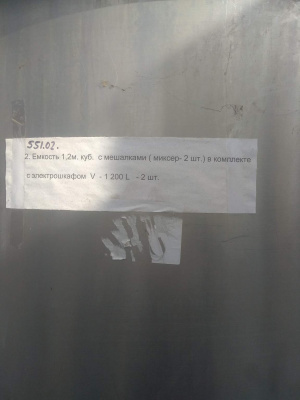 551.02.
2. Емкость 1,2м. куб. с мешалками ( миксер- 2 шт.) в комплекте
с электрошкафом V - 1 200 L - 2 шт.